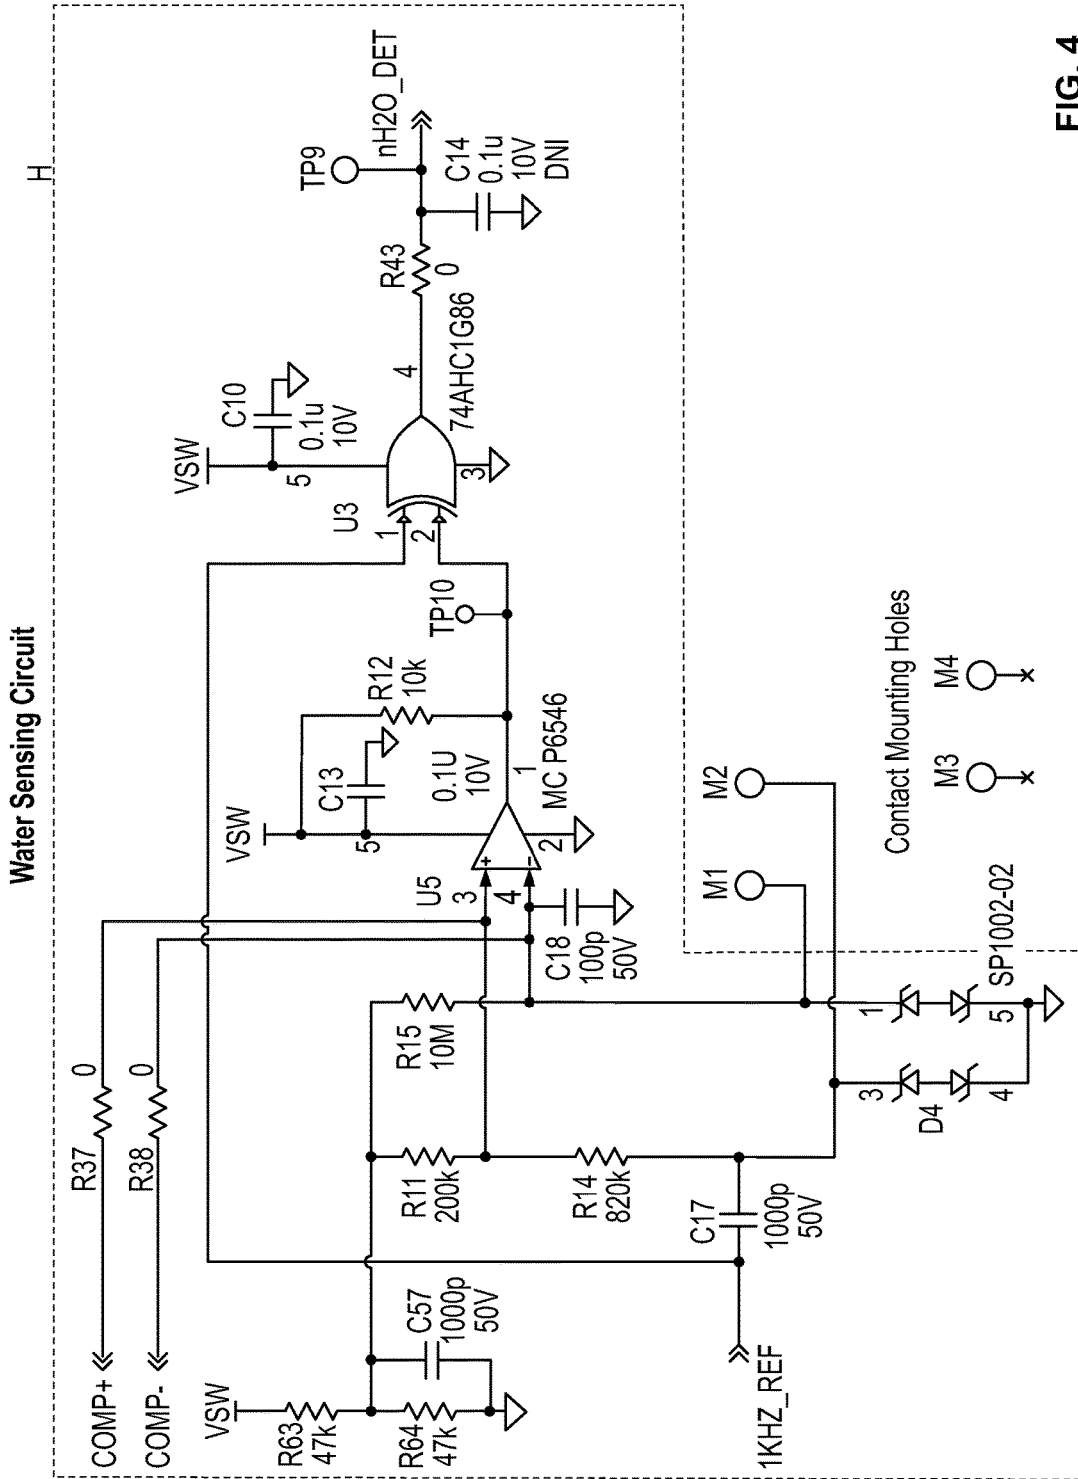 Water Sensing Circuit
H
COMP+
R37
0
COMP-
R38
0
VSW
R63
47k
R64
47k
C57
1000p
50V
R11
200k
R15
10M
R14
820k
C17
1000p
50V
1KHZ_REF
U5
3
4
+
−
5
2
1
VSW
C13
0.1U
10V
R12
10k
MC P6546
C18
100p
50V
TP10
U3
1
2
VSW
5
C10
0.1u
10V
3
4
74AHC1G86
R43
0
TP9
nH2O_DET
C14
0.1u
10V
DNI
M1
M2
Contact Mounting Holes
M3
M4
D4
3
4
1
5
SP1002-02
FIG. 4